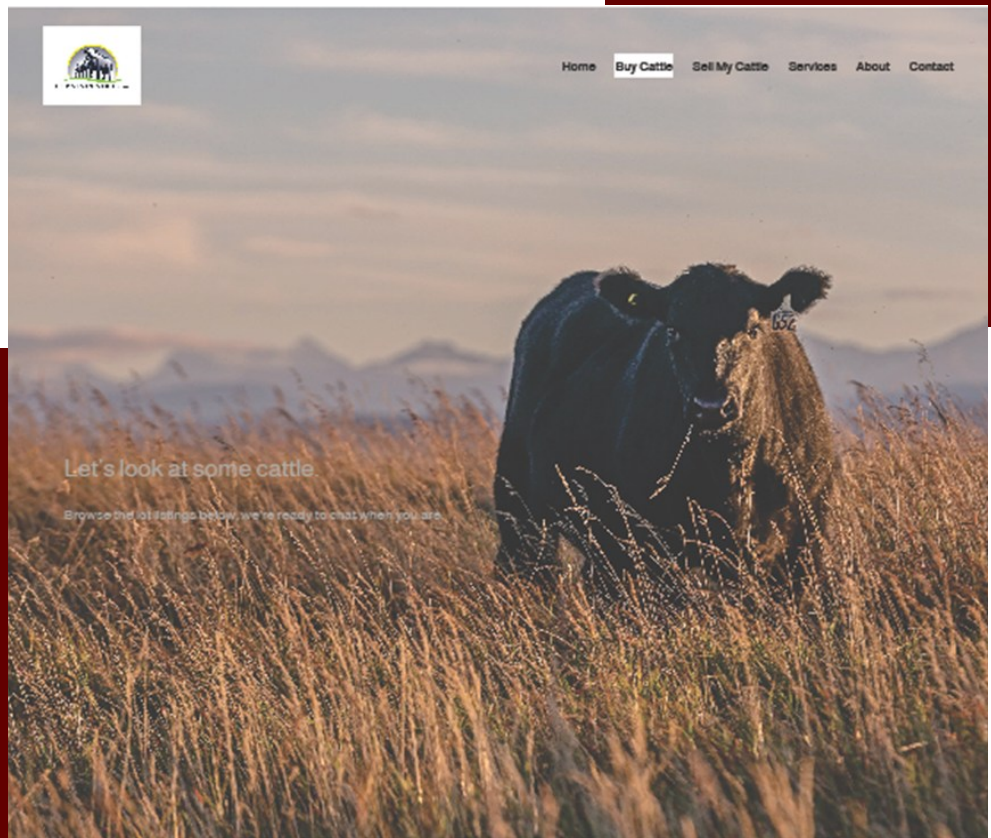 Home Buy Cattle Sell My Cattle Services About Contact
652
Let's look at some cattle
Browse the lot listings below, we're ready to chat when you are.